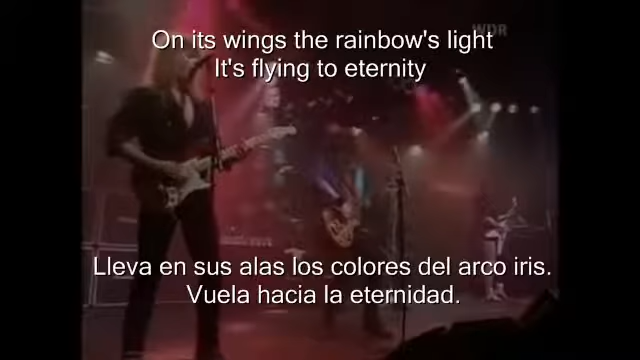 WDR
On its wings the rainbow's light
It's flying to eternity
Lleva en sus alas los colores del arco iris.
Vuela hacia la eternidad.